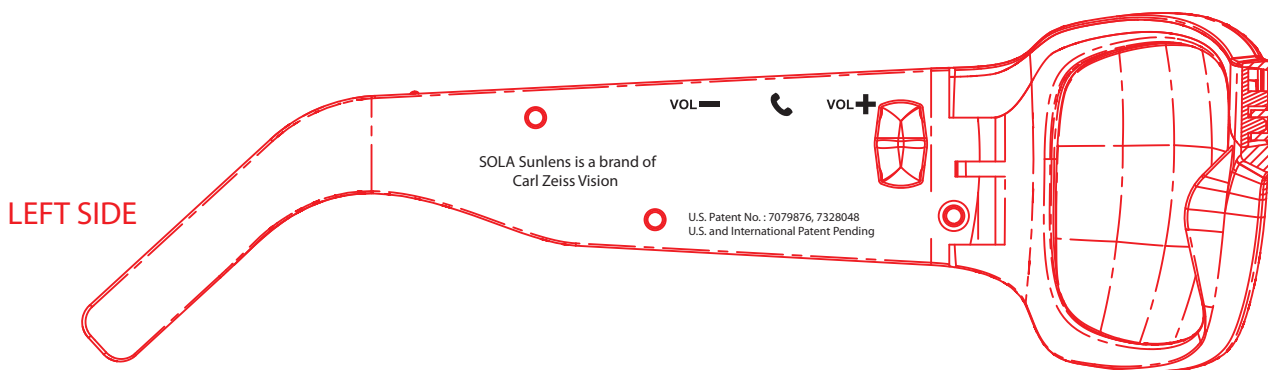 VOL
VOL
SOLA Sunlens is a brand of
Carl Zeiss Vision
LEFT SIDE
U.S. Patent No. : 7079876, 7328048
U.S. and International Patent Pending